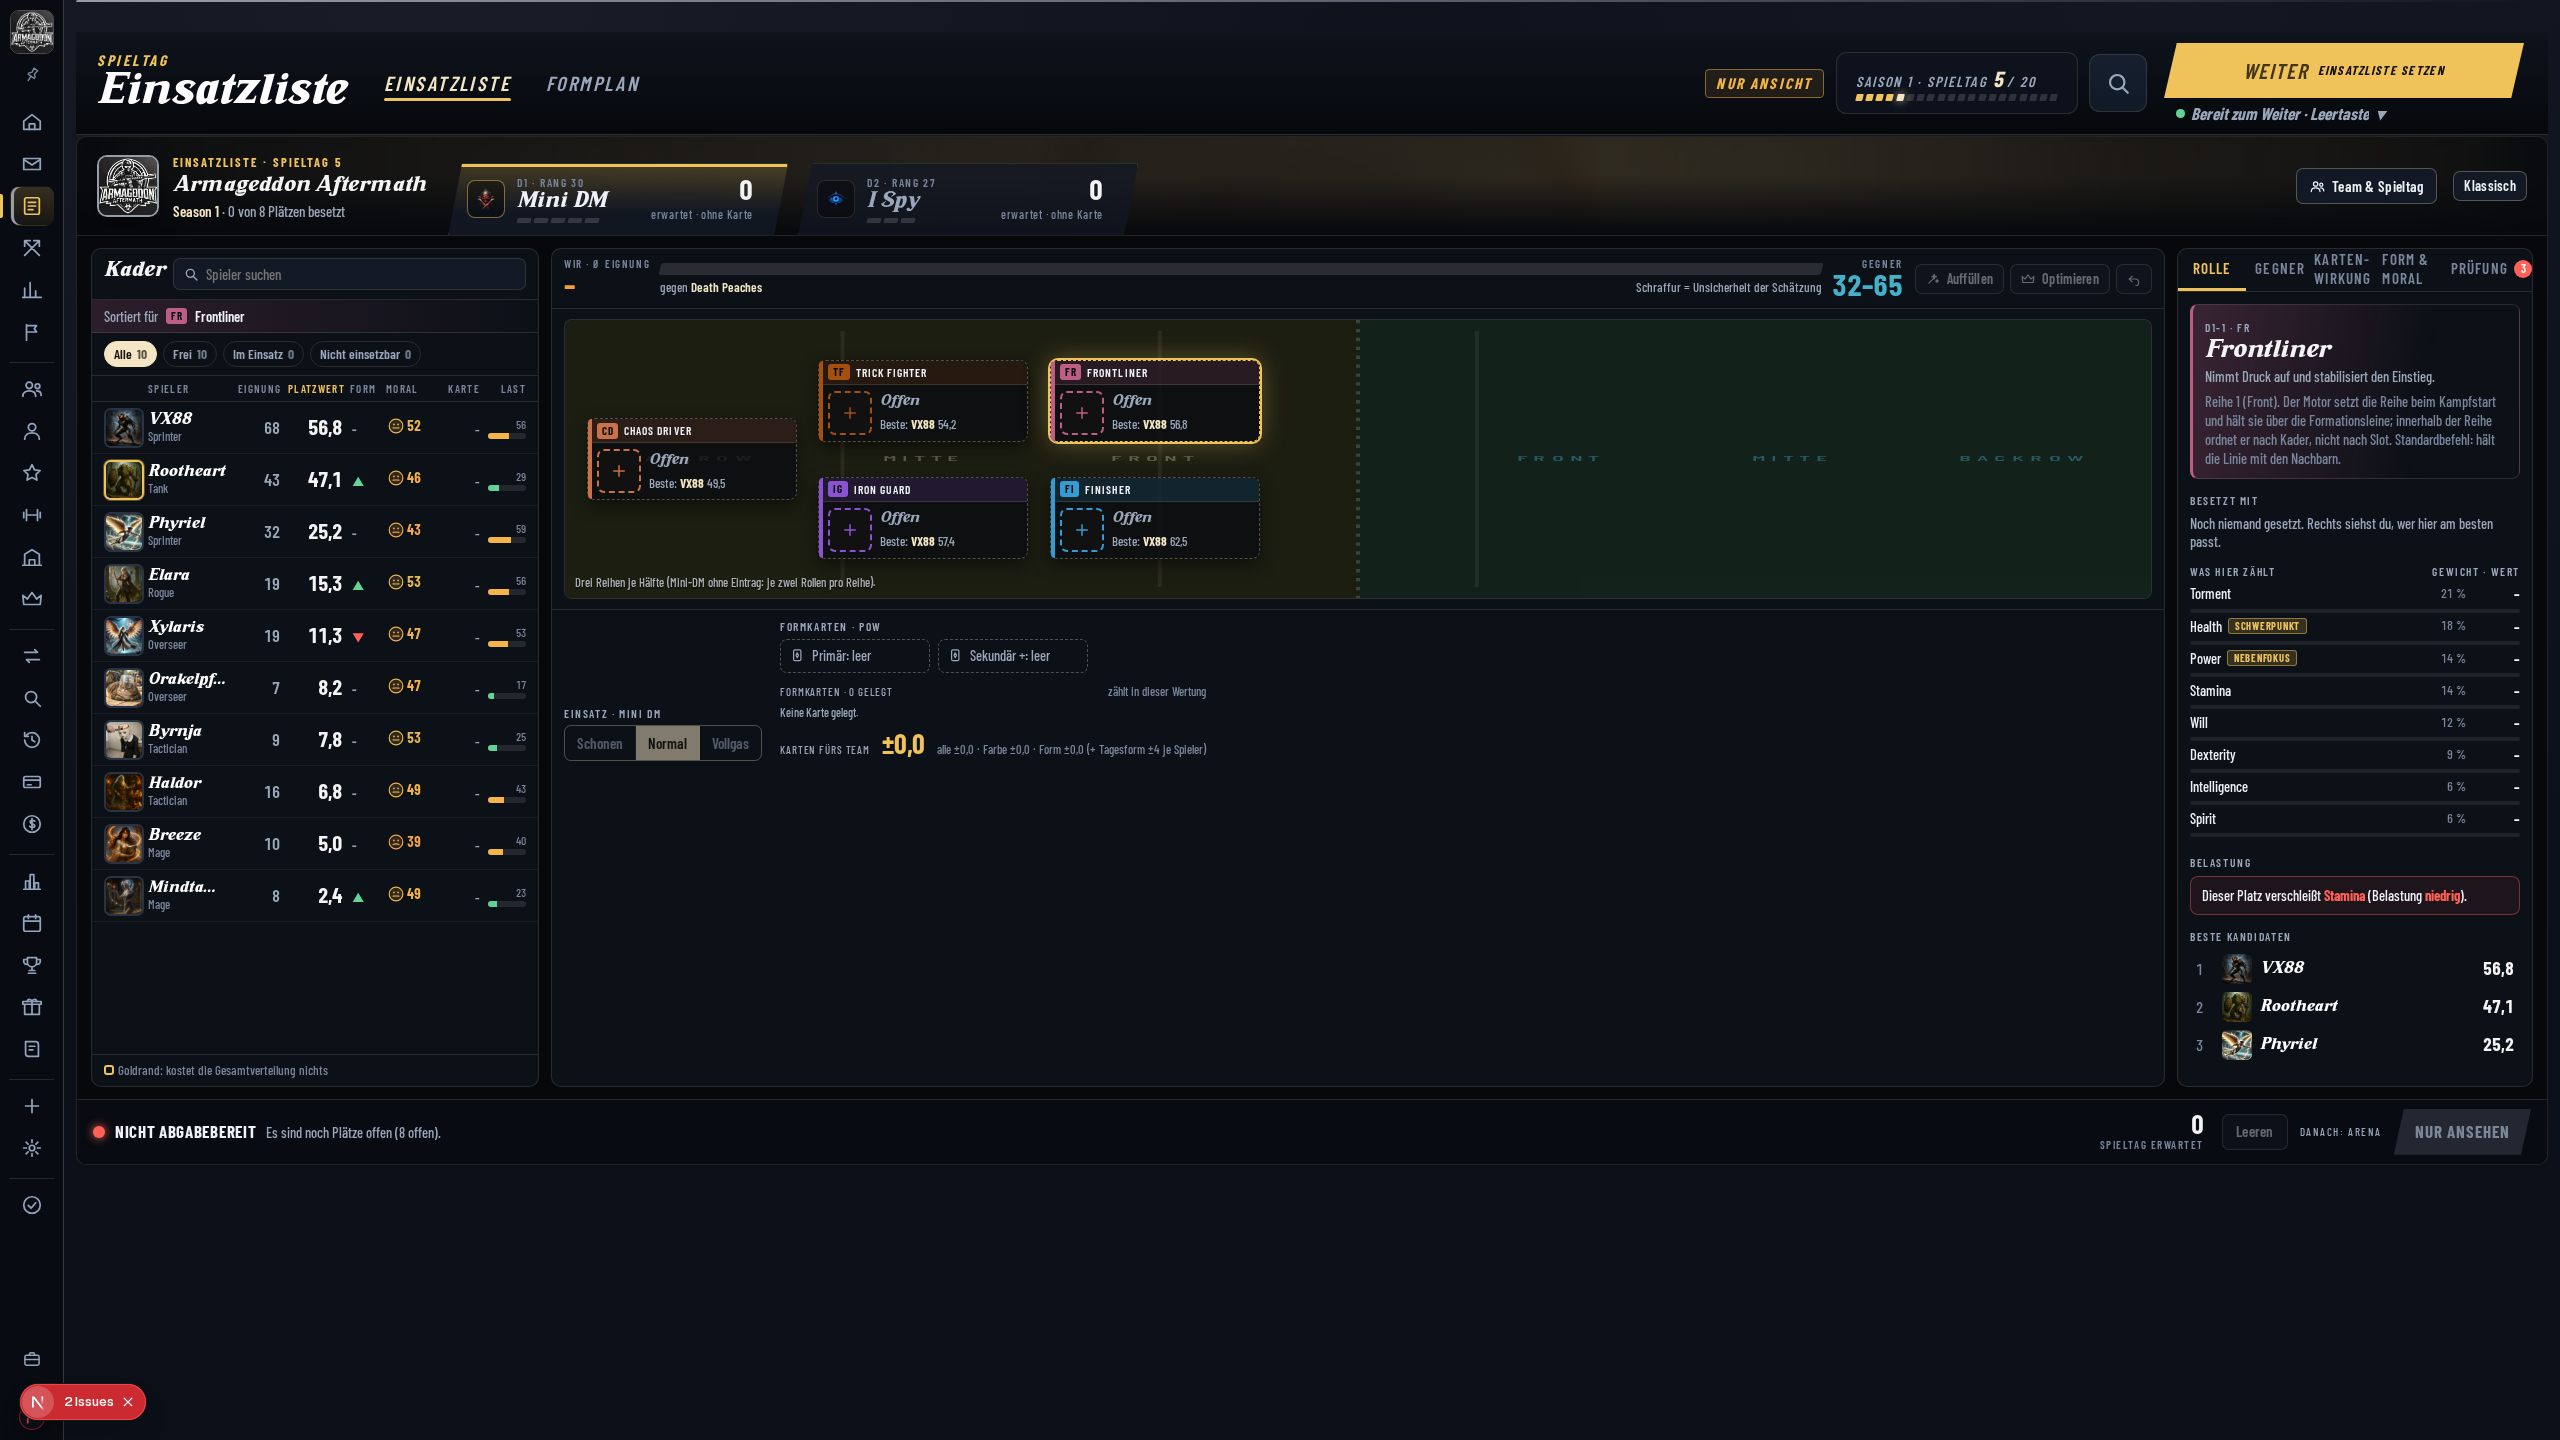 SPIELTAG
Einsatzliste
EINSATZLISTE
FORMPLAN
NUR ANSICHT
SAISON 1 · SPIELTAG 5 / 20
WEITER EINSATZLISTE SETZEN
Bereit zum Weiter · Leertaste ▼
ARMAGEDDON
EINSATZLISTE · SPIELTAG 5
Armageddon Aftermath
Season 1 · 0 von 8 Plätzen besetzt
D1 · RANG 30
Mini DM
0
erwartet · ohne Karte
D2 · RANG 27
I Spy
0
erwartet · ohne Karte
Team & Spieltag
Klassisch
Kader
Spieler suchen
Sortiert für FR Frontliner
Alle 10
Frei 10
Im Einsatz 0
Nicht einsetzbar 0
SPIELER EIGNUNG PLATZWERT FORM MORAL KARTE LAST
VX88 Sprinter 68 56,8 - 52 - 56
Rootheart Tank 43 47,1 ▲ 46 - 29
Phyriel Sprinter 32 25,2 - 43 - 59
Elara Rogue 19 15,3 ▲ 53 - 56
Xylaris Overseer 19 11,3 ▼ 47 - 53
Orakelpf... Overseer 7 8,2 - 47 - 17
Byrnja Tactician 9 7,8 - 53 - 25
Haldor Tactician 16 6,8 - 49 - 43
Breeze Mage 10 5,0 - 39 - 40
Mindta... Mage 8 2,4 ▲ 49 - 23
Goldrand: kostet die Gesamtverteilung nichts
WIR · Ø EIGNUNG
–
gegen Death Peaches
Schraffur = Unsicherheit der Schätzung
GEGNER
32–65
Auffüllen
Optimieren
CD CHAOS DRIVER
Offen
Beste: VX88 49,5
TF TRICK FIGHTER
Offen
Beste: VX88 54,2
FR FRONTLINER
Offen
Beste: VX88 56,8
MITTE
FRONT
FRONT
MITTE
BACKROW
IG IRON GUARD
Offen
Beste: VX88 57,4
FI FINISHER
Offen
Beste: VX88 62,5
Drei Reihen je Hälfte (Mini-DM ohne Eintrag: je zwei Rollen pro Reihe).
EINSATZ · MINI DM
Schonen
Normal
Vollgas
FORMKARTEN · POW
Primär: leer
Sekundär +: leer
FORMKARTEN · 0 GELEGT
zählt in dieser Wertung
Keine Karte gelegt.
KARTEN FÜRS TEAM ±0,0 alle ±0,0 · Farbe ±0,0 · Form ±0,0 (+ Tagesform ±4 je Spieler)
ROLLE
GEGNER
KARTEN-
WIRKUNG
FORM &
MORAL
PRÜFUNG 3
D1-1 · FR
Frontliner
Nimmt Druck auf und stabilisiert den Einstieg.
Reihe 1 (Front). Der Motor setzt die Reihe beim Kampfstart
und hält sie über die Formationsleine; innerhalb der Reihe
ordnet er nach Kader, nicht nach Slot. Standardbefehl: hält
die Linie mit den Nachbarn.
BESETZT MIT
Noch niemand gesetzt. Rechts siehst du, wer hier am besten
passt.
WAS HIER ZÄHLT GEWICHT · WERT
Torment 21 % –
Health SCHWERPUNKT 18 % –
Power NEBENFOKUS 14 % –
Stamina 14 % –
Will 12 % –
Dexterity 9 % –
Intelligence 6 % –
Spirit 6 % –
BELASTUNG
Dieser Platz verschleißt Stamina (Belastung niedrig).
BESTE KANDIDATEN
1 VX88 56,8
2 Rootheart 47,1
3 Phyriel 25,2
NICHT ABGABEBEREIT Es sind noch Plätze offen (8 offen).
0
SPIELTAG ERWARTET
Leeren
DANACH: ARENA
NUR ANSEHEN
N 2 Issues